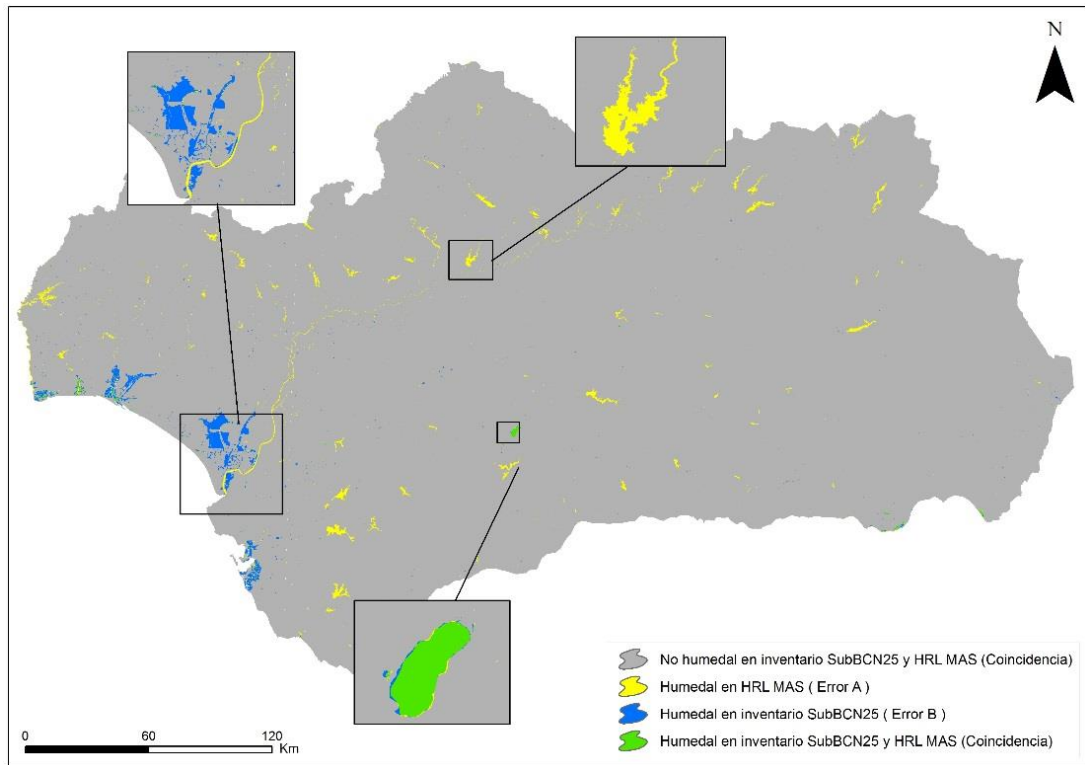 N
No humedal en inventario SubBCN25 y HRL MAS (Coincidencia)
Humedal en HRL MAS ( Error A )
Humedal en inventario SubBCN25 ( Error B )
Humedal en inventario SubBCN25 y HRL MAS (Coincidencia)
0 60 120
Km